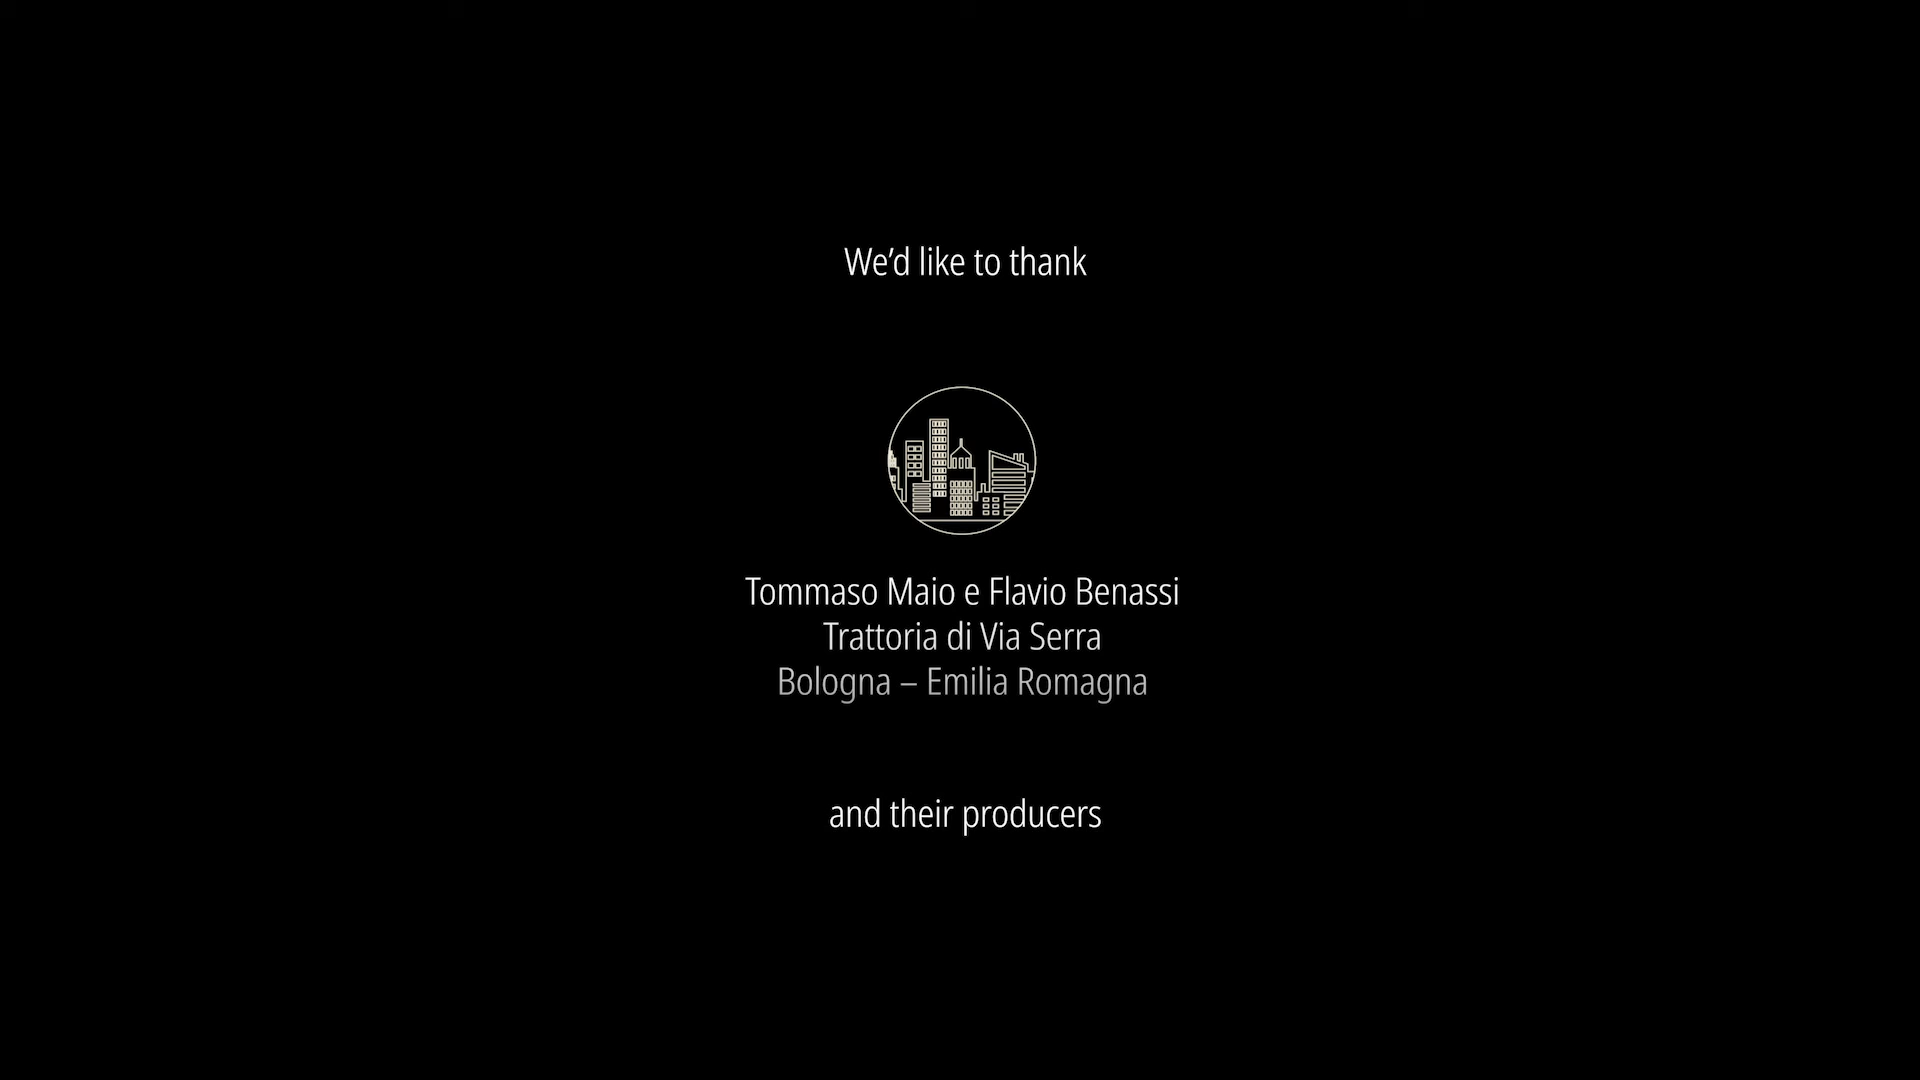 We’d like to thank
Tommaso Maio e Flavio Benassi
Trattoria di Via Serra
Bologna – Emilia Romagna
and their producers